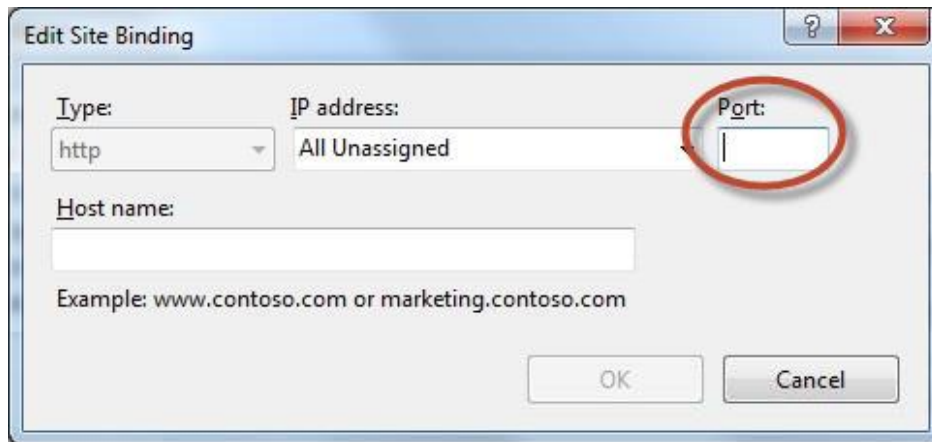 Edit Site Binding
Type: IP address: Port:
http All Unassigned
Host name:
Example: www.contoso.com or marketing.contoso.com
OK Cancel